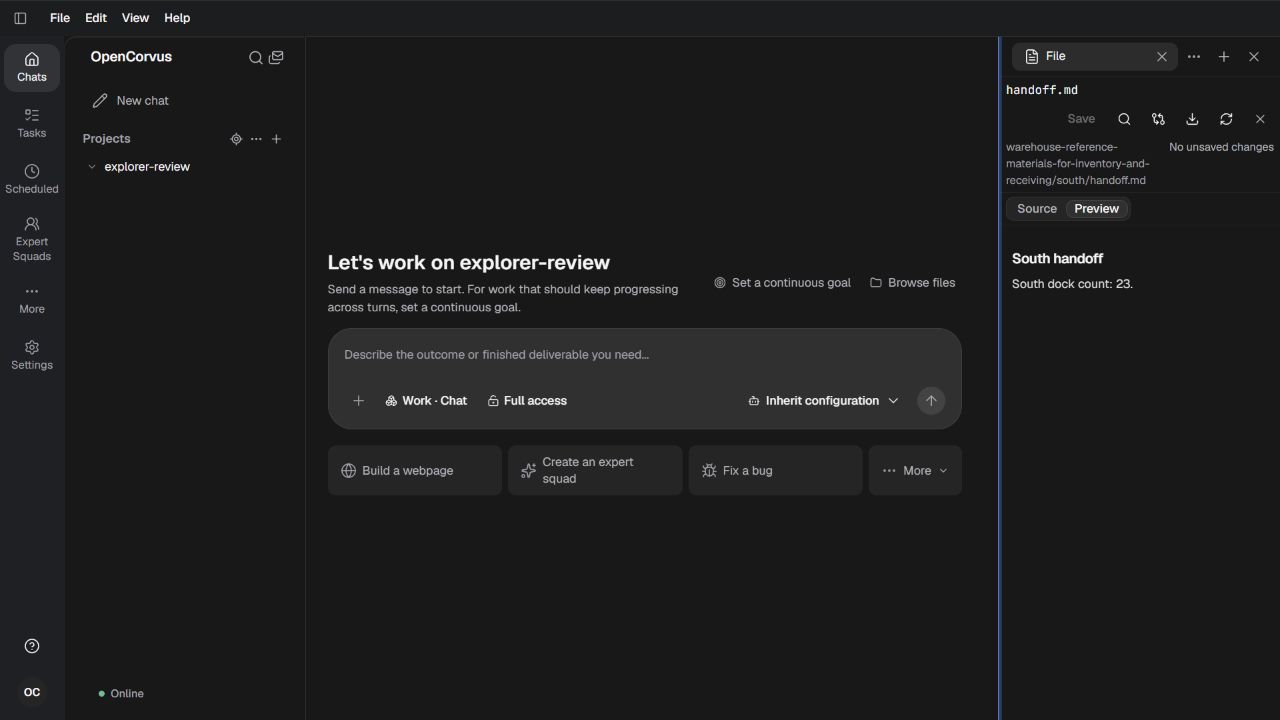 File Edit View Help
Chats
Tasks
Scheduled
Expert
Squads
More
Settings
OC
OpenCorvus
New chat
Projects
explorer-review
Online
Let's work on explorer-review
Send a message to start. For work that should keep progressing
across turns, set a continuous goal.
Set a continuous goal
Browse files
Describe the outcome or finished deliverable you need...
Work · Chat
Full access
Inherit configuration
Build a webpage
Create an expert
squad
Fix a bug
More
File
handoff.md
Save
warehouse-reference-
materials-for-inventory-and-
receiving/south/handoff.md
No unsaved changes
Source
Preview
South handoff
South dock count: 23.